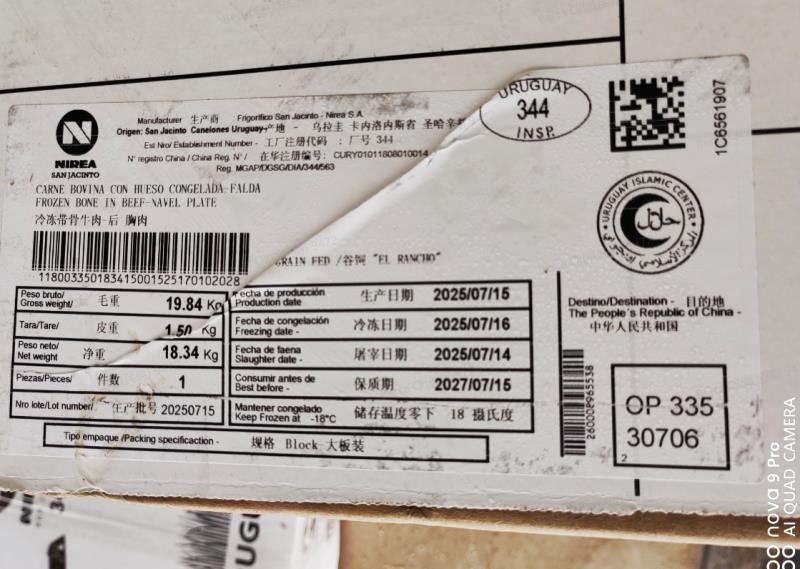 Manufacturer 生产商 : Frigorifico San Jacinto - Nirea S.A.
Origen: San Jacinto Canelones Uruguay-产地 - 乌拉圭 卡内洛内斯省 圣哈辛
Est Nro/ Establishment Number - 工厂注册代码 : 厂号 344
N° registro China / China Reg. N° / 在华注册编号: CURY01011808010014
Reg. MGAP/DGSG/DIA/344/563
NIREA
SAN JACINTO
URUGUAY
344
INSP.
1C6561907
CARNE BOVINA CON HUESO CONGELADA-FALDA
FROZEN BONE IN BEEF-NAVEL PLATE
冷冻带骨牛肉-后 胸肉
URUGUAY ISLAMIC CENTER
حلال
11800335018341500152517010202​8
GRAIN FED /谷饲 "EL RANCHO"
Peso bruto/ Gross weight/ 毛重 19.84 Kg
Tara/Tare/ 皮重 1.50 Kg
Peso neto/ Net weight 净重 18.34 Kg
Piezas/Pieces/ 件数 1
Nro lote/Lot number/ 生产批号 20250715
Fecha de producción Production date 生产日期 2025/07/15
Fecha de congelación Freezing date - 冷冻日期 2025/07/16
Fecha de faena Slaughter date - 屠宰日期 2025/07/14
Consumir antes de Best before - 保质期 2027/07/15
Mantener congelado Keep Frozen at -18°C 储存温度零下 18 摄氏度
Tipo empaque /Packing specificacion - 规格 Block 大板装
Destino/Destination - 目的地
The People's Republic of China -
中华人民共和国
OP 335
30706
2
nova 9 Pro
AI QUAD CAMERA